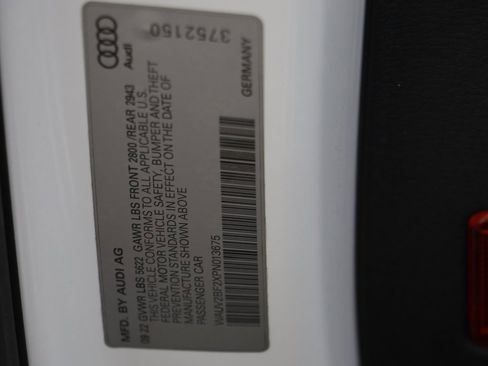 MFD. BY AUDI AG
09 22 GVWR LBS 5622 GAWR LBS FRONT 2800 /REAR 2943
THIS VEHICLE CONFORMS TO ALL APPLICABLE U.S.
FEDERAL MOTOR VEHICLE SAFETY, BUMPER AND THEFT
PREVENTION STANDARDS IN EFFECT ON THE DATE OF
MANUFACTURE SHOWN ABOVE
PASSENGER CAR
WAUV2BF2XPN013675
GERMANY
Audi
3752150